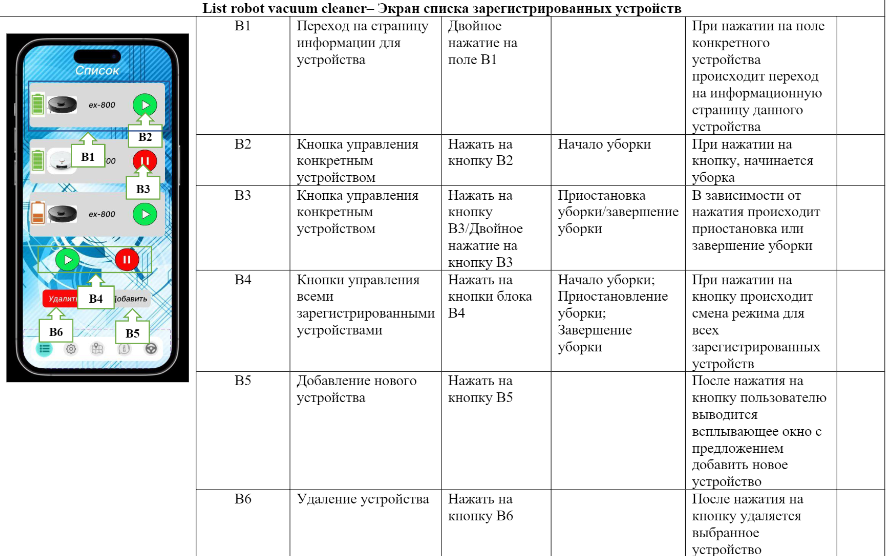 List robot vacuum cleaner– Экран списка зарегистрированных устройств
Список
ex-800
B2
B1
00
B3
ex-800
B4
Удалить
Добавить
B6
B5
B1
Переход на страницу
информации для
устройства
Двойное
нажатие на
поле B1
При нажатии на поле
конкретного
устройства
происходит переход
на информационную
страницу данного
устройства
B2
Кнопка управления
конкретным
устройством
Нажать на
кнопку B2
Начало уборки
При нажатии на
кнопку, начинается
уборка
B3
Кнопка управления
конкретным
устройством
Нажать на
кнопку
B3/Двойное
нажатие на
кнопку B3
Приостановка
уборки/завершение
уборки
В зависимости от
нажатия происходит
приостановка или
завершение уборки
B4
Кнопки управления
всеми
зарегистрированными
устройствами
Нажать на
кнопки блока
B4
Начало уборки;
Приостановление
уборки;
Завершение
уборки
При нажатии на
кнопку происходит
смена режима для
всех
зарегистрированных
устройств
B5
Добавление нового
устройства
Нажать на
кнопку B5
После нажатия на
кнопку пользователю
выводится
всплывающее окно с
предложением
добавить новое
устройство
B6
Удаление устройства
Нажать на
кнопку B6
После нажатия на
кнопку удаляется
выбранное
устройство